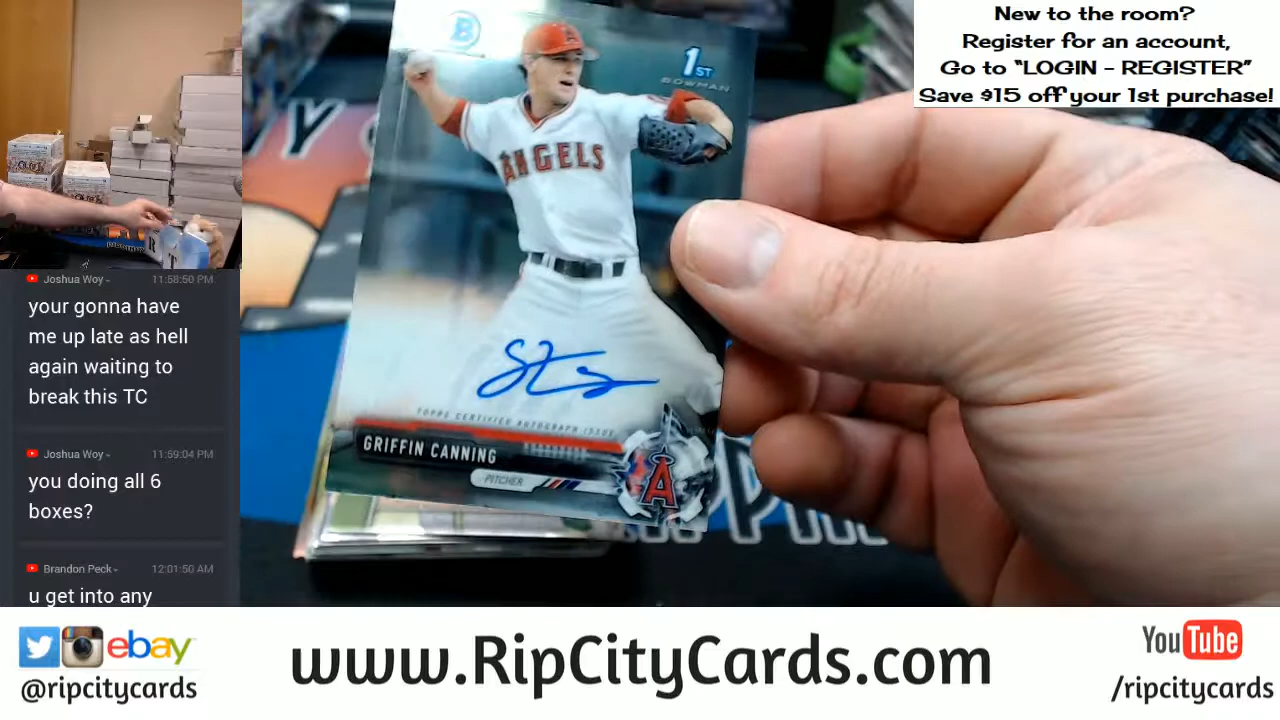 New to the room?
Register for an account,
Go to "LOGIN - REGISTER"
Save $15 off your 1st purchase!
B
1ST
BOWMAN
ANGELS
TOPPS CERTIFIED AUTOGRAPH ISSUE
GRIFFIN CANNING
PITCHER
A
Joshua Woy 11:58:50 PM
your gonna have
me up late as hell
again waiting to
break this TC
Joshua Woy 11:59:04 PM
you doing all 6
boxes?
Brandon Peck 12:01:50 AM
u get into any
ebay
@ripcitycards
www.RipCityCards.com
YouTube
/ripcitycards